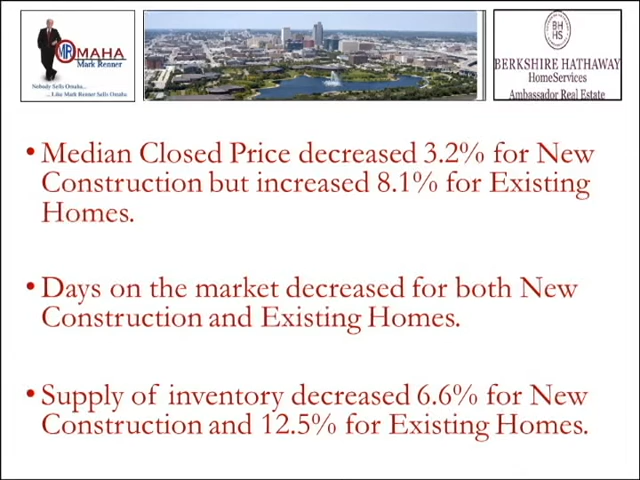 MR OMAHA
Mark Renner
Nobody Sells Omaha...
...Like Mark Renner Sells Omaha
BH
HS
BERKSHIRE HATHAWAY
HomeServices
Ambassador Real Estate
• Median Closed Price decreased 3.2% for New
Construction but increased 8.1% for Existing
Homes.
• Days on the market decreased for both New
Construction and Existing Homes.
• Supply of inventory decreased 6.6% for New
Construction and 12.5% for Existing Homes.